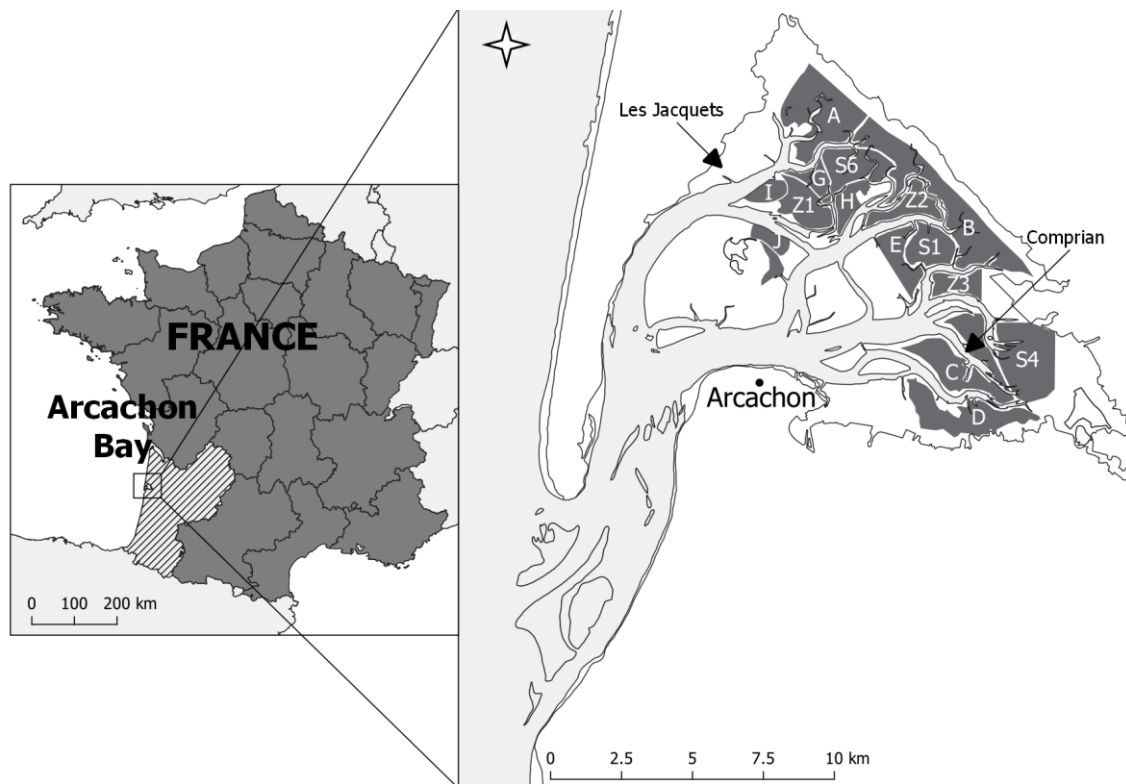 FRANCE
Arcachon
Bay
0 100 200 km
Les Jacquets
A
S6
G
I
Z1
H
Z2
J
E
S1
B
Comprian
Z3
C
S4
Arcachon
D
0 2.5 5 7.5 10 km